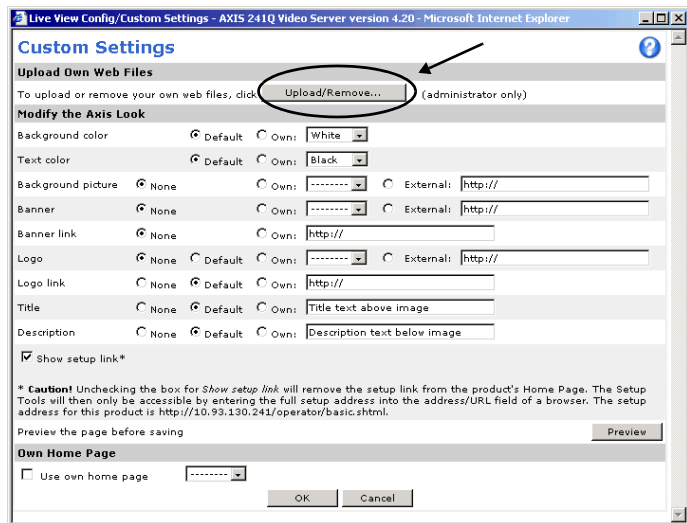 Live View Config/Custom Settings - AXIS 241Q Video Server version 4.20 - Microsoft Internet Explorer
Custom Settings
Upload Own Web Files
To upload or remove your own web files, click Upload/Remove... (administrator only)
Modify the Axis Look
Background color Default Own: White
Text color Default Own: Black
Background picture None Own: -------- External: http://
Banner None Own: -------- External: http://
Banner link None Own: http://
Logo None Default Own: -------- External: http://
Logo link None Default Own: http://
Title None Default Own: Title text above image
Description None Default Own: Description text below image
Show setup link*
* Caution! Unchecking the box for Show setup link will remove the setup link from the product's Home Page. The Setup
Tools will then only be accessible by entering the full setup address into the address/URL field of a browser. The setup
address for this product is http://10.93.130.241/operator/basic.shtml.
Preview the page before saving Preview
Own Home Page
Use own home page --------
OK Cancel